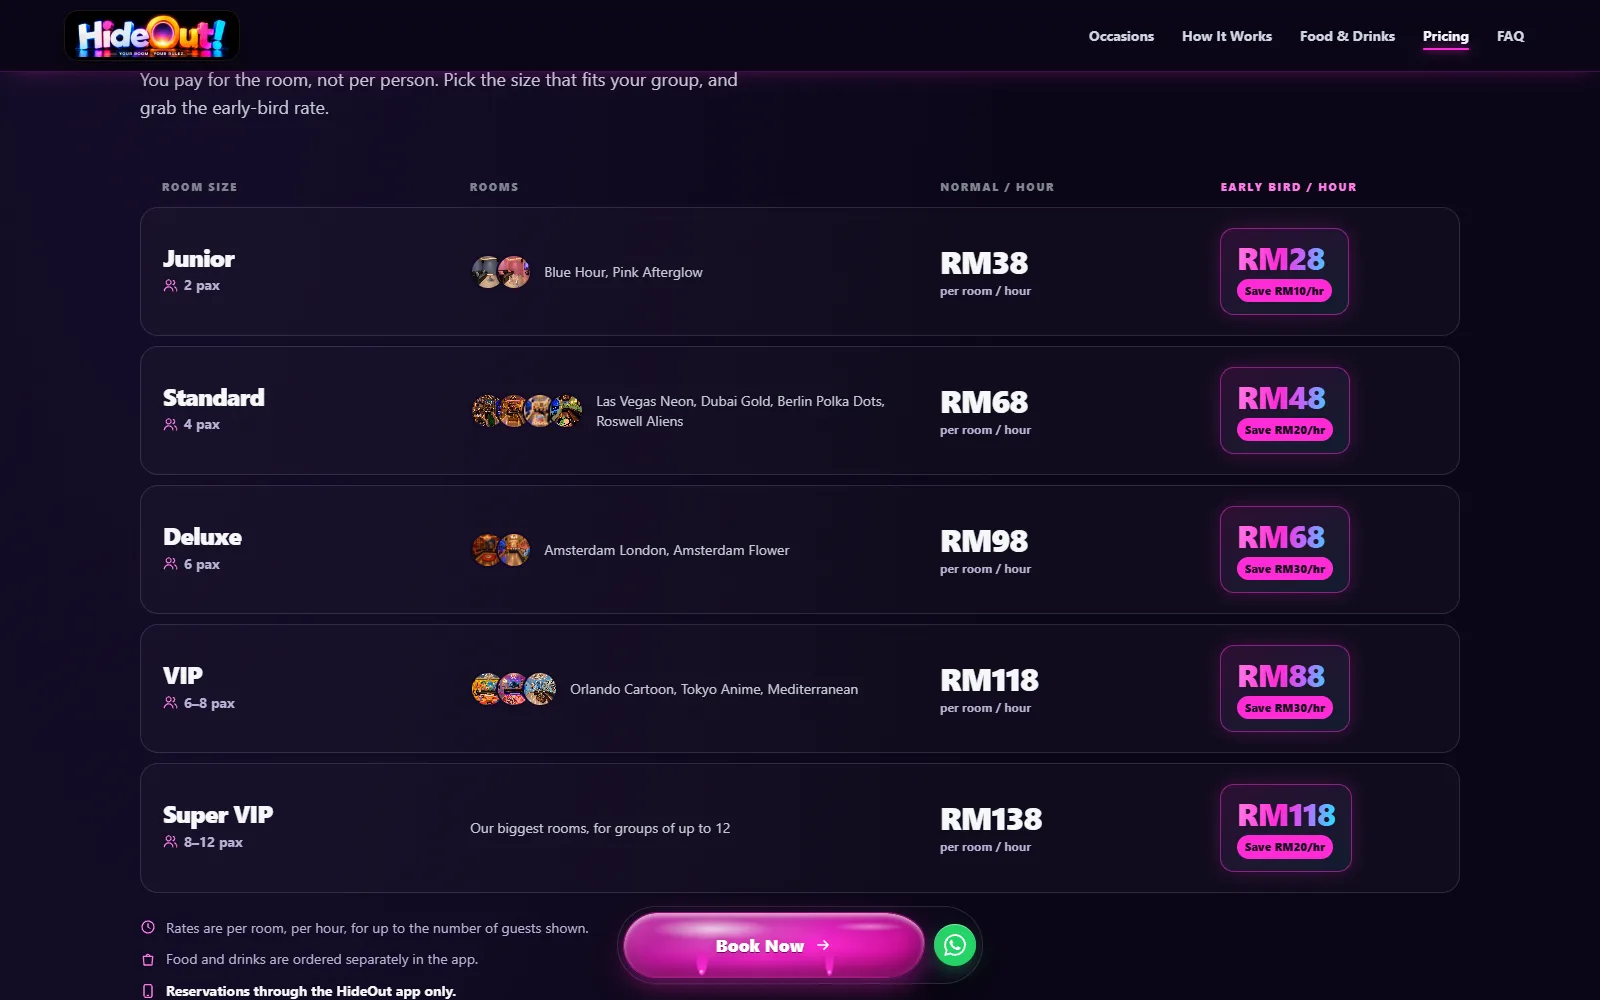 HideOut!
YOUR ROOM. YOUR RULES.
Occasions
How It Works
Food & Drinks
Pricing
FAQ
You pay for the room, not per person. Pick the size that fits your group, and
grab the early-bird rate.
ROOM SIZE
ROOMS
NORMAL / HOUR
EARLY BIRD / HOUR
Junior
2 pax
Blue Hour, Pink Afterglow
RM38
per room / hour
RM28
Save RM10/hr
Standard
4 pax
Las Vegas Neon, Dubai Gold, Berlin Polka Dots,
Roswell Aliens
RM68
per room / hour
RM48
Save RM20/hr
Deluxe
6 pax
Amsterdam London, Amsterdam Flower
RM98
per room / hour
RM68
Save RM30/hr
VIP
6–8 pax
Orlando Cartoon, Tokyo Anime, Mediterranean
RM118
per room / hour
RM88
Save RM30/hr
Super VIP
8–12 pax
Our biggest rooms, for groups of up to 12
RM138
per room / hour
RM118
Save RM20/hr
Rates are per room, per hour, for up to the number of guests shown.
Food and drinks are ordered separately in the app.
Reservations through the HideOut app only.
Book Now →